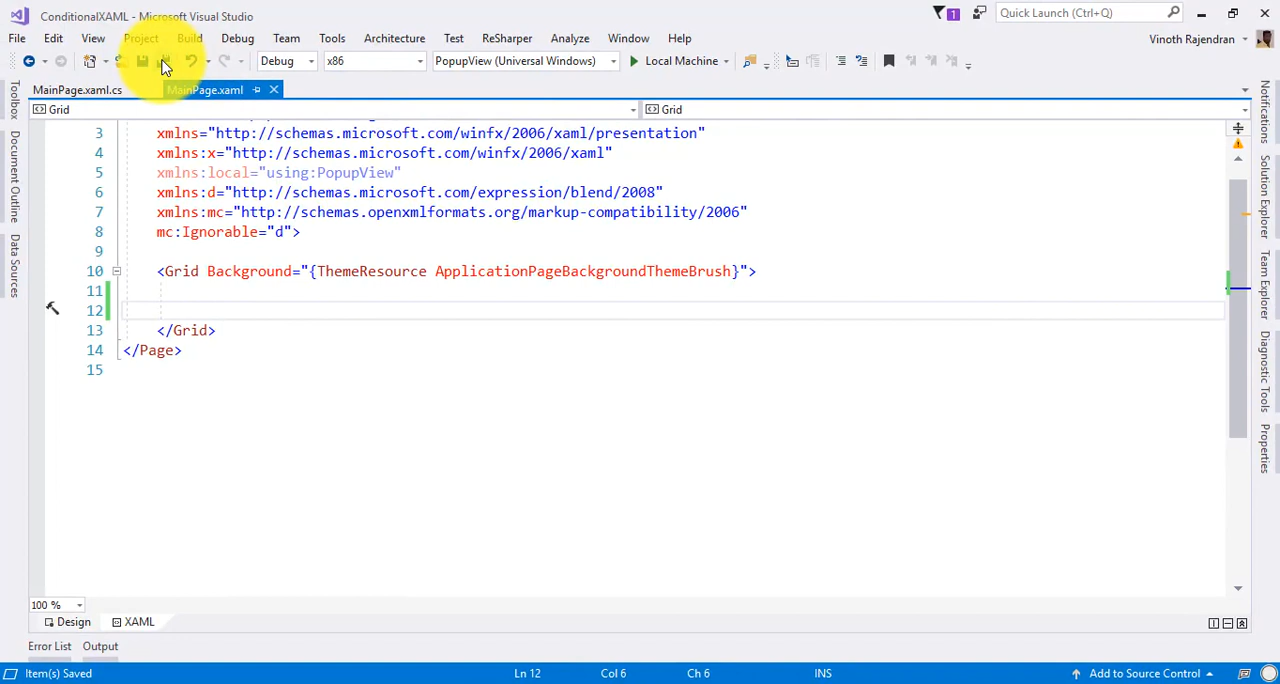 ConditionalXAML - Microsoft Visual Studio
1
Quick Launch (Ctrl+Q)
File Edit View Project Build Debug Team Tools Architecture Test ReSharper Analyze Window Help
Vinoth Rajendran
Debug x86 PopupView (Universal Windows) Local Machine
MainPage.xaml.cs MainPage.xaml
Grid Grid
3 xmlns="http://schemas.microsoft.com/winfx/2006/xaml/presentation"
4 xmlns:x="http://schemas.microsoft.com/winfx/2006/xaml"
5 xmlns:local="using:PopupView"
6 xmlns:d="http://schemas.microsoft.com/expression/blend/2008"
7 xmlns:mc="http://schemas.openxmlformats.org/markup-compatibility/2006"
8 mc:Ignorable="d">
9
10 <Grid Background="{ThemeResource ApplicationPageBackgroundThemeBrush}">
11
12
13 </Grid>
14 </Page>
15
Toolbox
Document Outline
Data Sources
Notifications
Solution Explorer
Team Explorer
Diagnostic Tools
Properties
100 %
Design XAML
Error List Output
Item(s) Saved Ln 12 Col 6 Ch 6 INS Add to Source Control